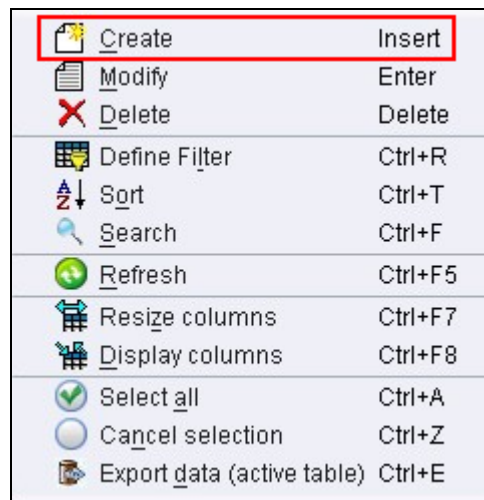 Create Insert
Modify Enter
Delete Delete
Define Filter Ctrl+R
Sort Ctrl+T
Search Ctrl+F
Refresh Ctrl+F5
Resize columns Ctrl+F7
Display columns Ctrl+F8
Select all Ctrl+A
Cancel selection Ctrl+Z
Export data (active table) Ctrl+E